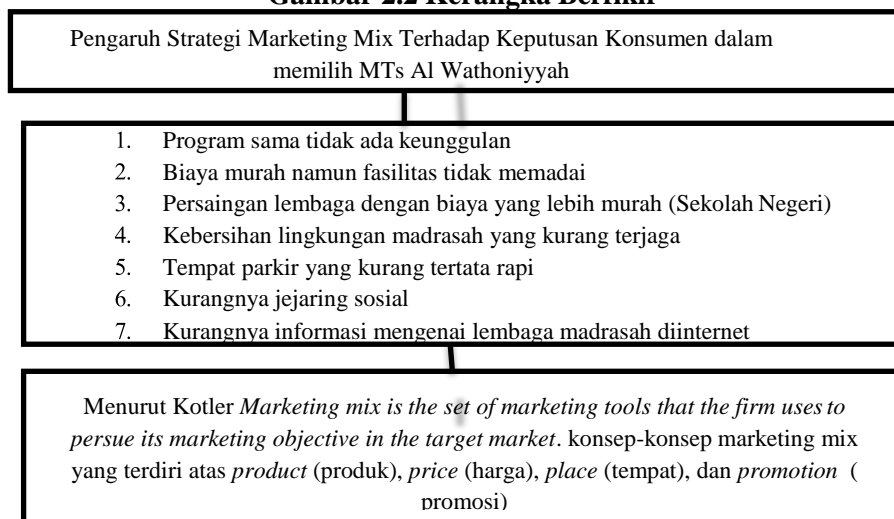 Gambar 2.2 Kerangka Berfikir
Pengaruh Strategi Marketing Mix Terhadap Keputusan Konsumen dalam
memilih MTs Al Wathoniyyah
1. Program sama tidak ada keunggulan
2. Biaya murah namun fasilitas tidak memadai
3. Persaingan lembaga dengan biaya yang lebih murah (Sekolah Negeri)
4. Kebersihan lingkungan madrasah yang kurang terjaga
5. Tempat parkir yang kurang tertata rapi
6. Kurangnya jejaring sosial
7. Kurangnya informasi mengenai lembaga madrasah diinternet
Menurut Kotler Marketing mix is the set of marketing tools that the firm uses to
persue its marketing objective in the target market. konsep-konsep marketing mix
yang terdiri atas product (produk), price (harga), place (tempat), dan promotion (
promosi)